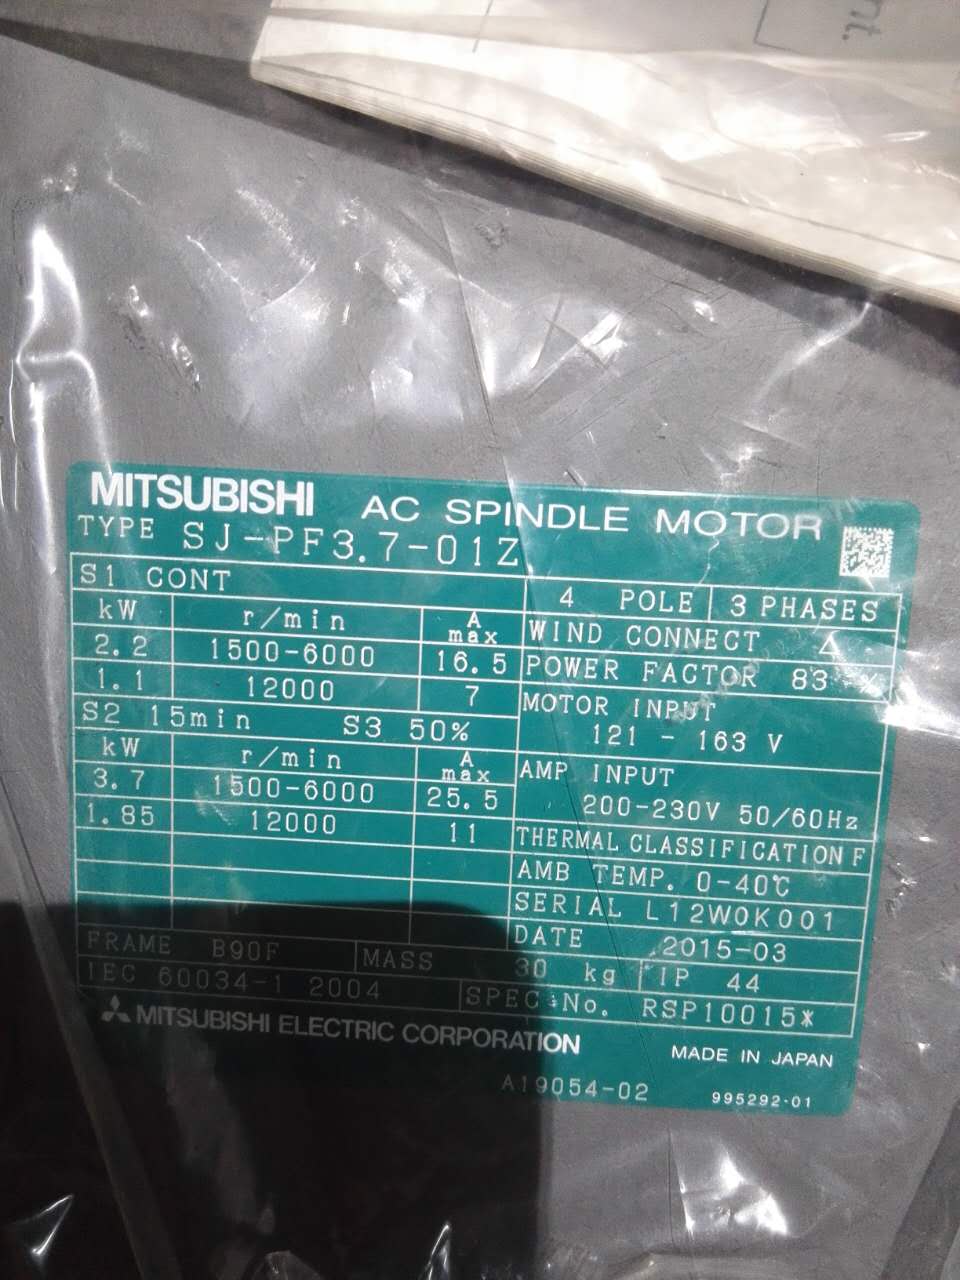 nt.
MITSUBISHI AC SPINDLE MOTOR
TYPE SJ-PF3.7-01Z
S1 CONT
4 POLE 3 PHASES
kW r/min A max
WIND CONNECT △
2.2 1500-6000 16.5
POWER FACTOR 83 %
1.1 12000 7
MOTOR INPUT
121 - 163 V
S2 15min S3 50%
kW r/min A max
AMP INPUT
200-230V 50/60Hz
3.7 1500-6000 25.5
1.85 12000 11
THERMAL CLASSIFICATION F
AMB TEMP. 0-40℃
SERIAL L12W0K001
DATE 2015-03
FRAME B90F MASS 30 kg IP 44
IEC 60034-1 2004 SPEC.No. RSP10015*
MITSUBISHI ELECTRIC CORPORATION
MADE IN JAPAN
A19054-02 995292-01